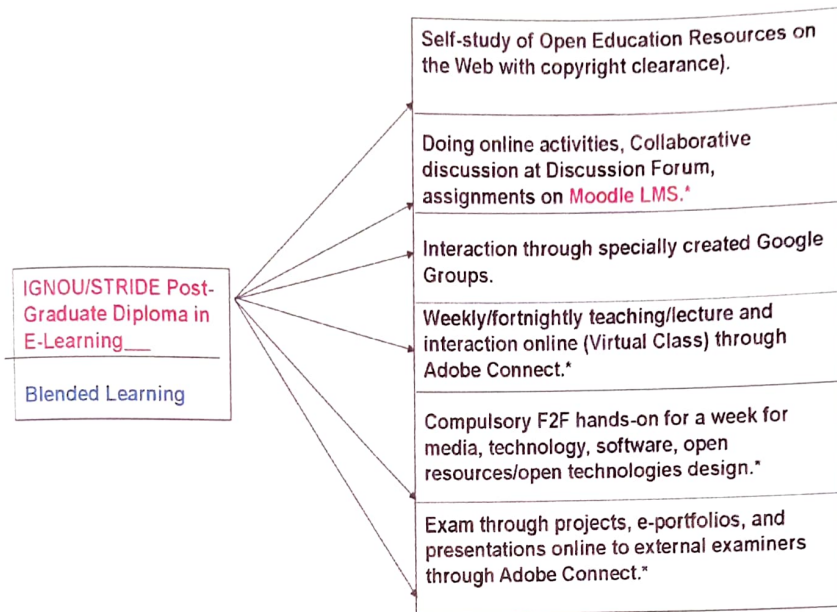 IGNOU/STRIDE Post-
Graduate Diploma in
E-Learning__
Blended Learning
Self-study of Open Education Resources on
the Web with copyright clearance).
Doing online activities, Collaborative
discussion at Discussion Forum,
assignments on Moodle LMS.*
Interaction through specially created Google
Groups.
Weekly/fortnightly teaching/lecture and
interaction online (Virtual Class) through
Adobe Connect.*
Compulsory F2F hands-on for a week for
media, technology, software, open
resources/open technologies design.*
Exam through projects, e-portfolios, and
presentations online to external examiners
through Adobe Connect.*